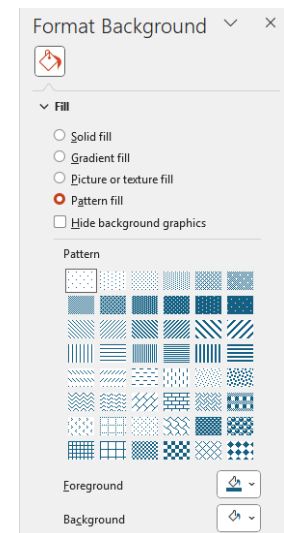 Format Background
Fill
Solid fill
Gradient fill
Picture or texture fill
Pattern fill
Hide background graphics
Pattern
Foreground
Background